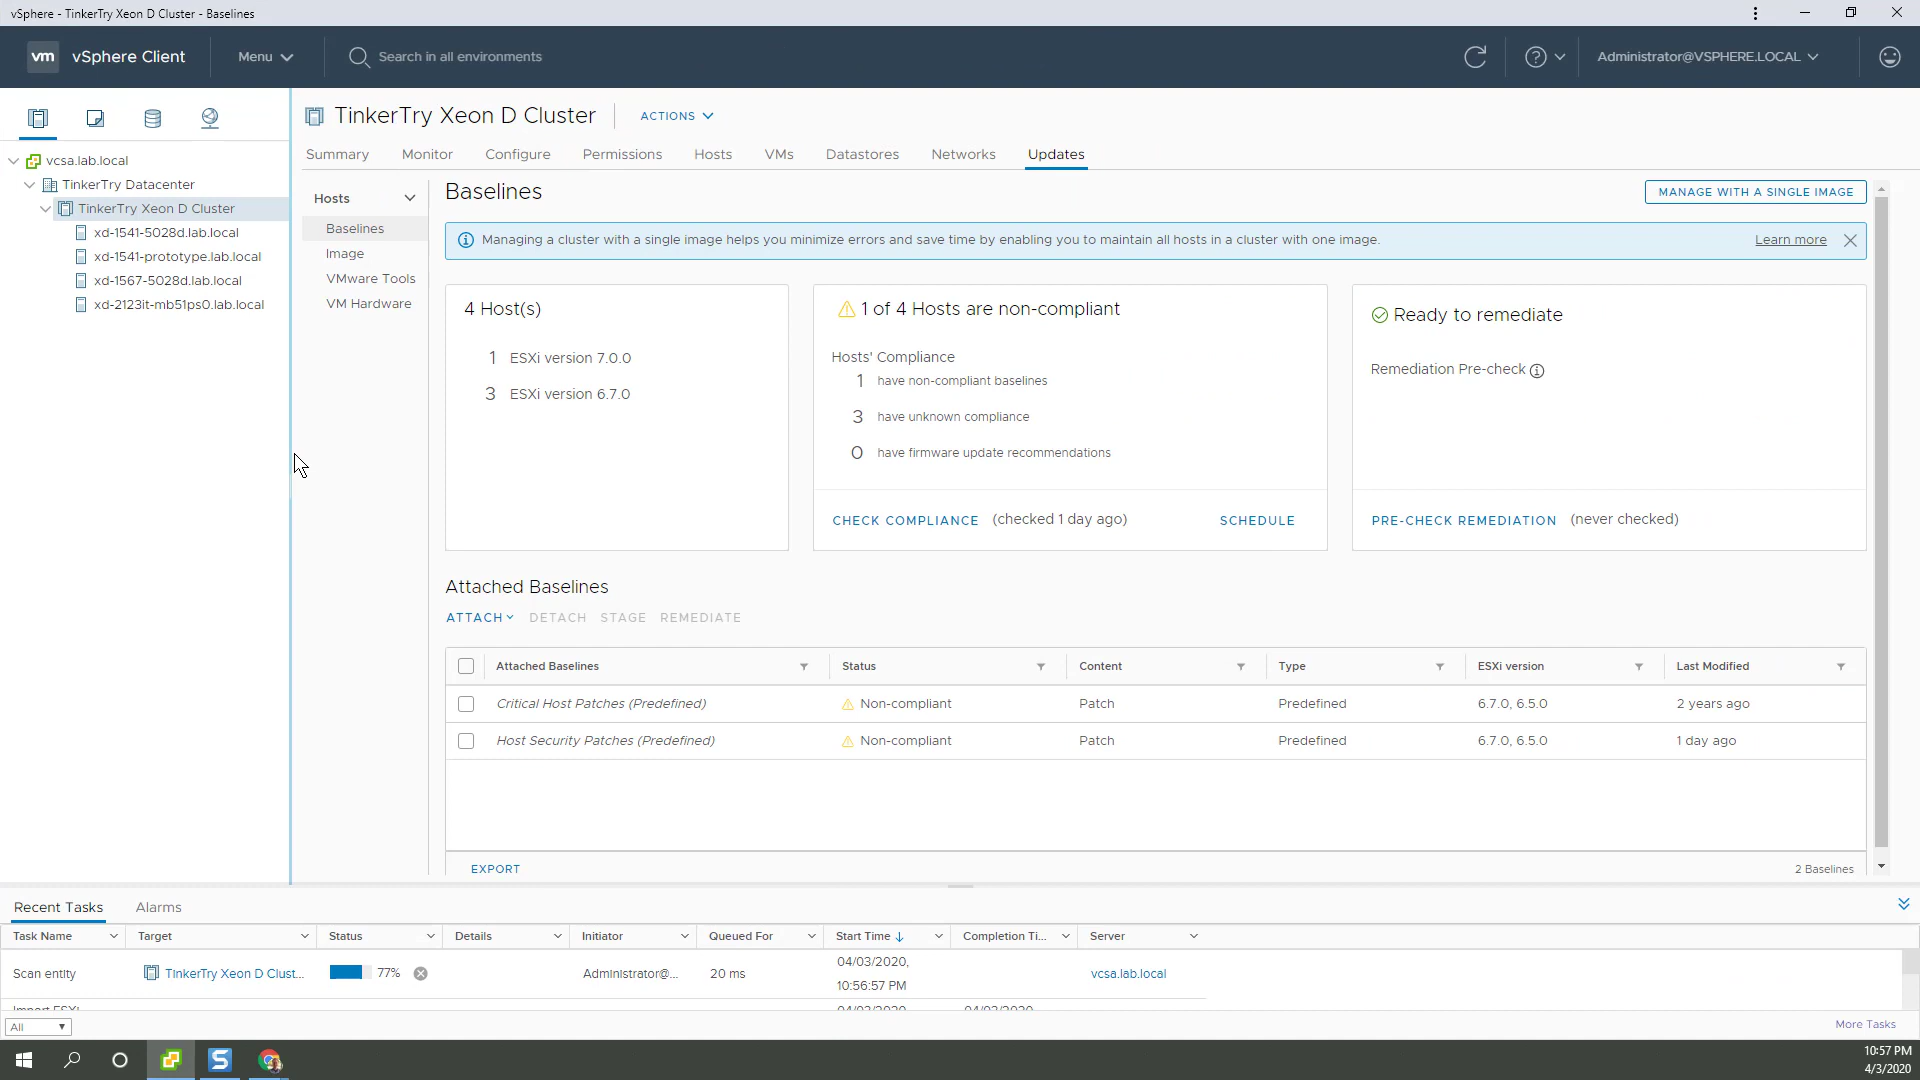 vSphere - TinkerTry Xeon D Cluster - Baselines
vm vSphere Client Menu Search in all environments Administrator@VSPHERE.LOCAL
vcsa.lab.local
TinkerTry Datacenter
TinkerTry Xeon D Cluster
xd-1541-5028d.lab.local
xd-1541-prototype.lab.local
xd-1567-5028d.lab.local
xd-2123it-mb51ps0.lab.local
TinkerTry Xeon D Cluster ACTIONS
Summary Monitor Configure Permissions Hosts VMs Datastores Networks Updates
Hosts
Baselines
Image
VMware Tools
VM Hardware
Baselines MANAGE WITH A SINGLE IMAGE
Managing a cluster with a single image helps you minimize errors and save time by enabling you to maintain all hosts in a cluster with one image. Learn more
4 Host(s)
1 ESXi version 7.0.0
3 ESXi version 6.7.0
1 of 4 Hosts are non-compliant
Hosts' Compliance
1 have non-compliant baselines
3 have unknown compliance
0 have firmware update recommendations
CHECK COMPLIANCE (checked 1 day ago) SCHEDULE
Ready to remediate
Remediation Pre-check
PRE-CHECK REMEDIATION (never checked)
Attached Baselines
ATTACH DETACH STAGE REMEDIATE
Attached Baselines Status Content Type ESXi version Last Modified
Critical Host Patches (Predefined) Non-compliant Patch Predefined 6.7.0, 6.5.0 2 years ago
Host Security Patches (Predefined) Non-compliant Patch Predefined 6.7.0, 6.5.0 1 day ago
EXPORT 2 Baselines
Recent Tasks Alarms
Task Name Target Status Details Initiator Queued For Start Time Completion Ti... Server
Scan entity TinkerTry Xeon D Clust... 77% Administrator@... 20 ms 04/03/2020, 10:56:57 PM vcsa.lab.local
All More Tasks
10:57 PM
4/3/2020